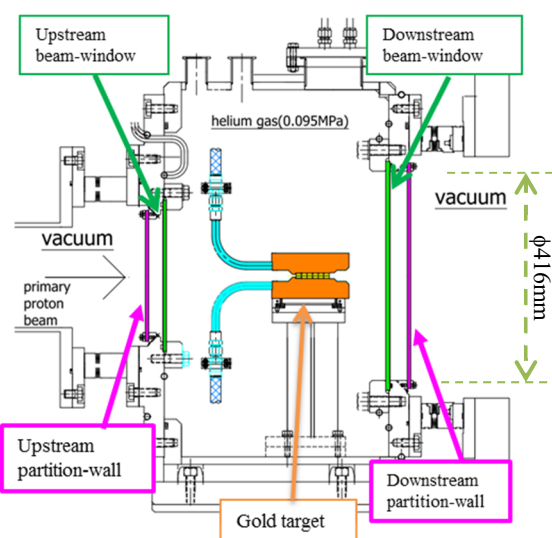 Upstream
beam-window
Downstream
beam-window
helium gas(0.095MPa)
vacuum
vacuum
ϕ416mm
primary
proton
beam
Upstream
partition-wall
Downstream
partition-wall
Gold target